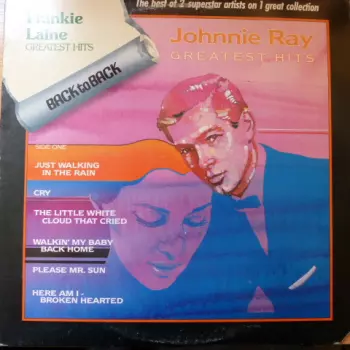 The best of 2 superstar artists on 1 great collection
Frankie
Laine
GREATEST HITS
BACK to BACK
Johnnie Ray
GREATEST HITS
SIDE ONE
JUST WALKING
IN THE RAIN
CRY
THE LITTLE WHITE
CLOUD THAT CRIED
WALKIN' MY BABY
BACK HOME
PLEASE MR. SUN
HERE AM I -
BROKEN HEARTED